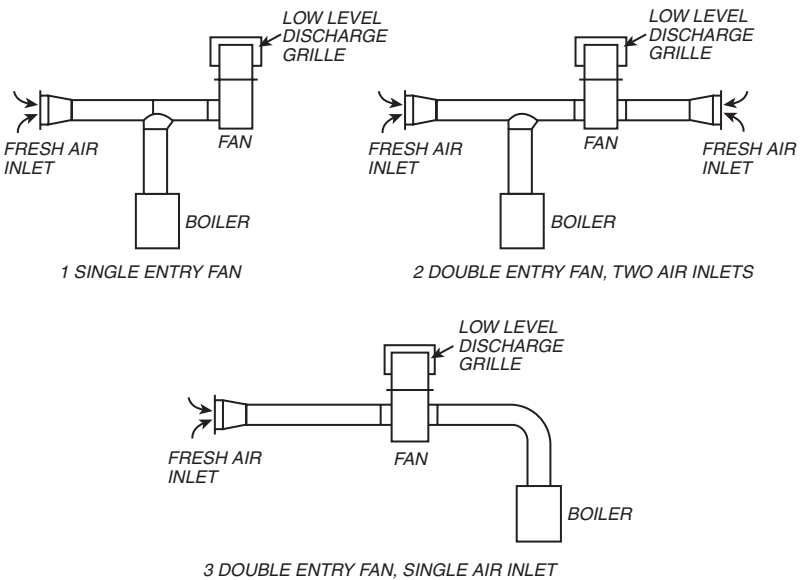 LOW LEVEL
DISCHARGE
GRILLE
FRESH AIR
INLET
FAN
BOILER
1 SINGLE ENTRY FAN
LOW LEVEL
DISCHARGE
GRILLE
FRESH AIR
INLET
FAN
FRESH AIR
INLET
BOILER
2 DOUBLE ENTRY FAN, TWO AIR INLETS
LOW LEVEL
DISCHARGE
GRILLE
FRESH AIR
INLET
FAN
BOILER
3 DOUBLE ENTRY FAN, SINGLE AIR INLET